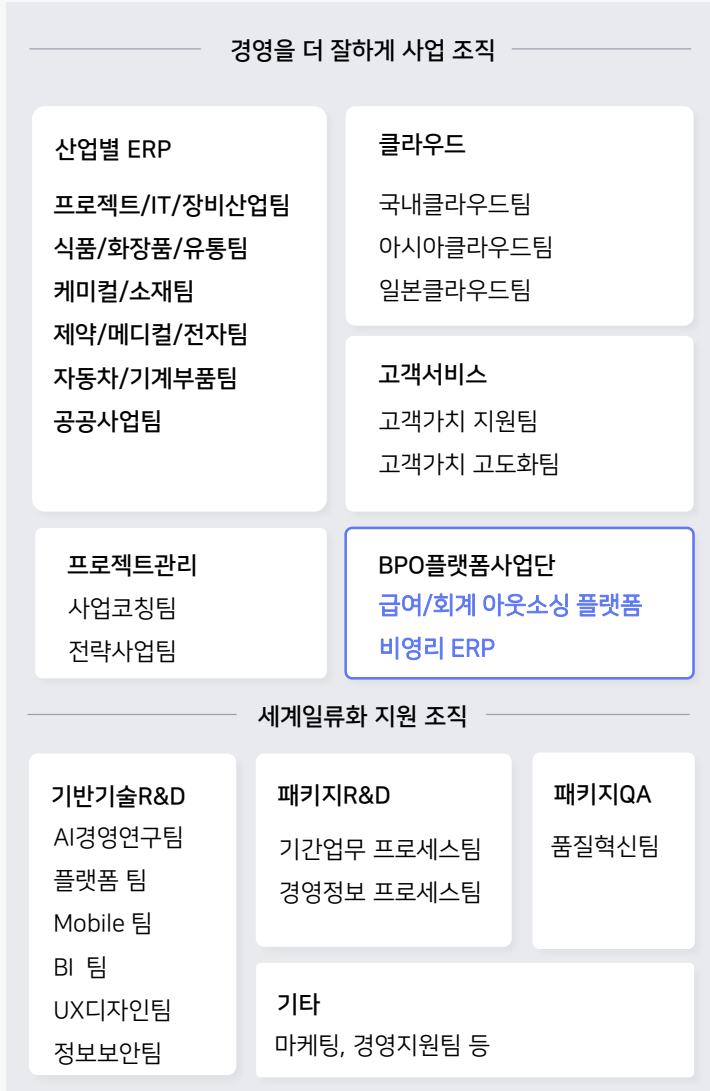 경영을 더 잘하게 사업 조직
산업별 ERP
프로젝트/IT/장비산업팀
식품/화장품/유통팀
케미컬/소재팀
제약/메디컬/전자팀
자동차/기계부품팀
공공사업팀
클라우드
국내클라우드팀
아시아클라우드팀
일본클라우드팀
고객서비스
고객가치 지원팀
고객가치 고도화팀
프로젝트관리
사업코칭팀
전략사업팀
BPO플랫폼사업단
급여/회계 아웃소싱 플랫폼
비영리 ERP
세계일류화 지원 조직
기반기술R&D
AI경영연구팀
플랫폼 팀
Mobile 팀
BI 팀
UX디자인팀
정보보안팀
패키지R&D
기간업무 프로세스팀
경영정보 프로세스팀
패키지QA
품질혁신팀
기타
마케팅, 경영지원팀 등